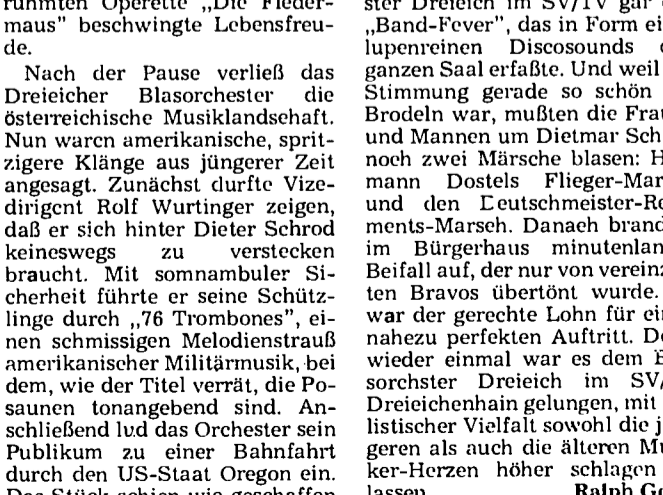 rühmten Operette „Die Fleder-
maus" beschwingte Lebensfreu-
de.
Nach der Pause verließ das
Dreieicher Blasorchester die
österreichische Musiklandschaft.
Nun waren amerikanische, sprit-
zigere Klänge aus jüngerer Zeit
angesagt. Zunächst durfte Vize-
dirigent Rolf Wurtinger zeigen,
daß er sich hinter Dieter Schrod
keineswegs zu verstecken
braucht. Mit somnambuler Si-
cherheit führte er seine Schütz-
linge durch „76 Trombones", ei-
nen schmissigen Melodienstrauß
amerikanischer Militärmusik, bei
dem, wie der Titel verrät, die Po-
saunen tonangebend sind. An-
schließend lud das Orchester sein
Publikum zu einer Bahnfahrt
durch den US-Staat Oregon ein.
Das Stück schien wie geschaffen
ster Dreieich im SV/TV gar
„Band-Fever", das in Form ei
lupenreinen Discosounds
ganzen Saal erfaßte. Und weil
Stimmung gerade so schön
Brodeln war, mußten die Frau
und Mannen um Dietmar Sch
noch zwei Märsche blasen: H
mann Dostels Flieger-Mar
und den Deutschmeister-Re
ments-Marsch. Danach brand
im Bürgerhaus minutenlan
Beifall auf, der nur von vereinz
ten Bravos übertönt wurde.
war der gerechte Lohn für ein
nahezu perfekten Auftritt. D
wieder einmal war es dem B
sorchster Dreieich im SV/
Dreieichenhain gelungen, mit
listischer Vielfalt sowohl die j
geren als auch die älteren Mu
ker-Herzen höher schlagen
lassen. Ralph Ge